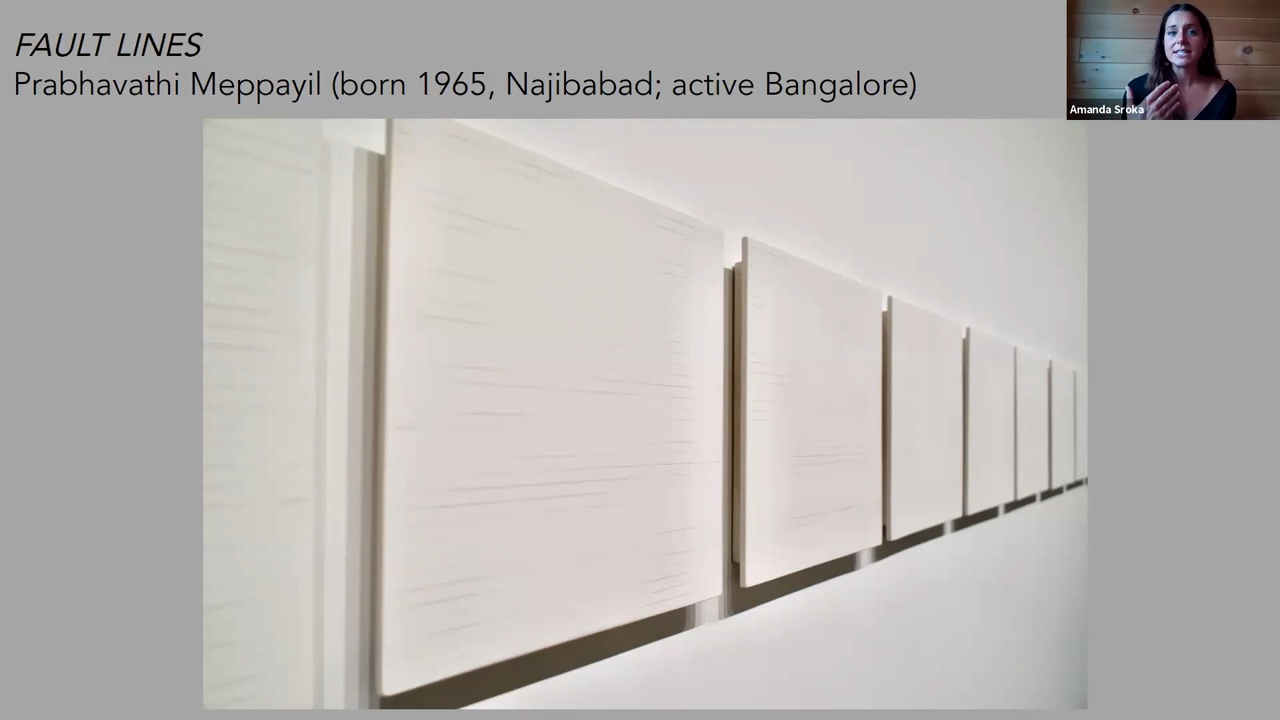 FAULT LINES
Prabhavathi Meppayil (born 1965, Najibabad; active Bangalore)
Amanda Sroka